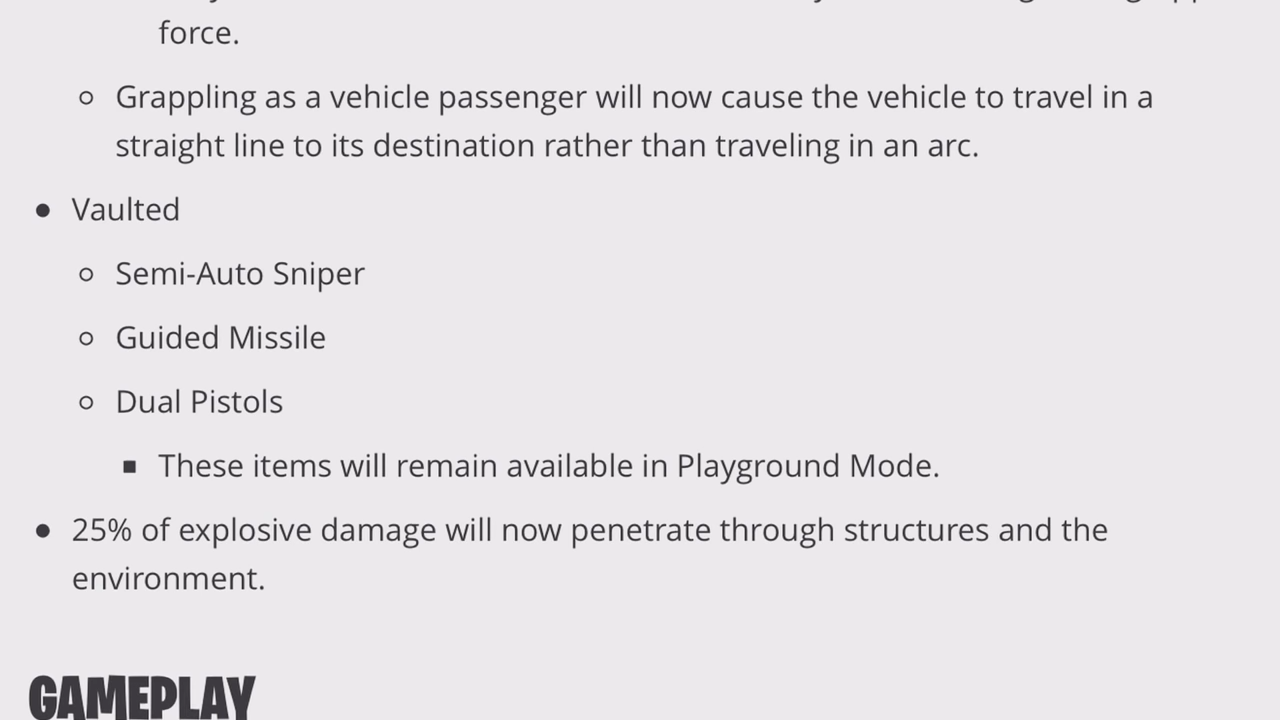 force.
Grappling as a vehicle passenger will now cause the vehicle to travel in a
straight line to its destination rather than traveling in an arc.
Vaulted
Semi-Auto Sniper
Guided Missile
Dual Pistols
These items will remain available in Playground Mode.
25% of explosive damage will now penetrate through structures and the
environment.
GAMEPLAY